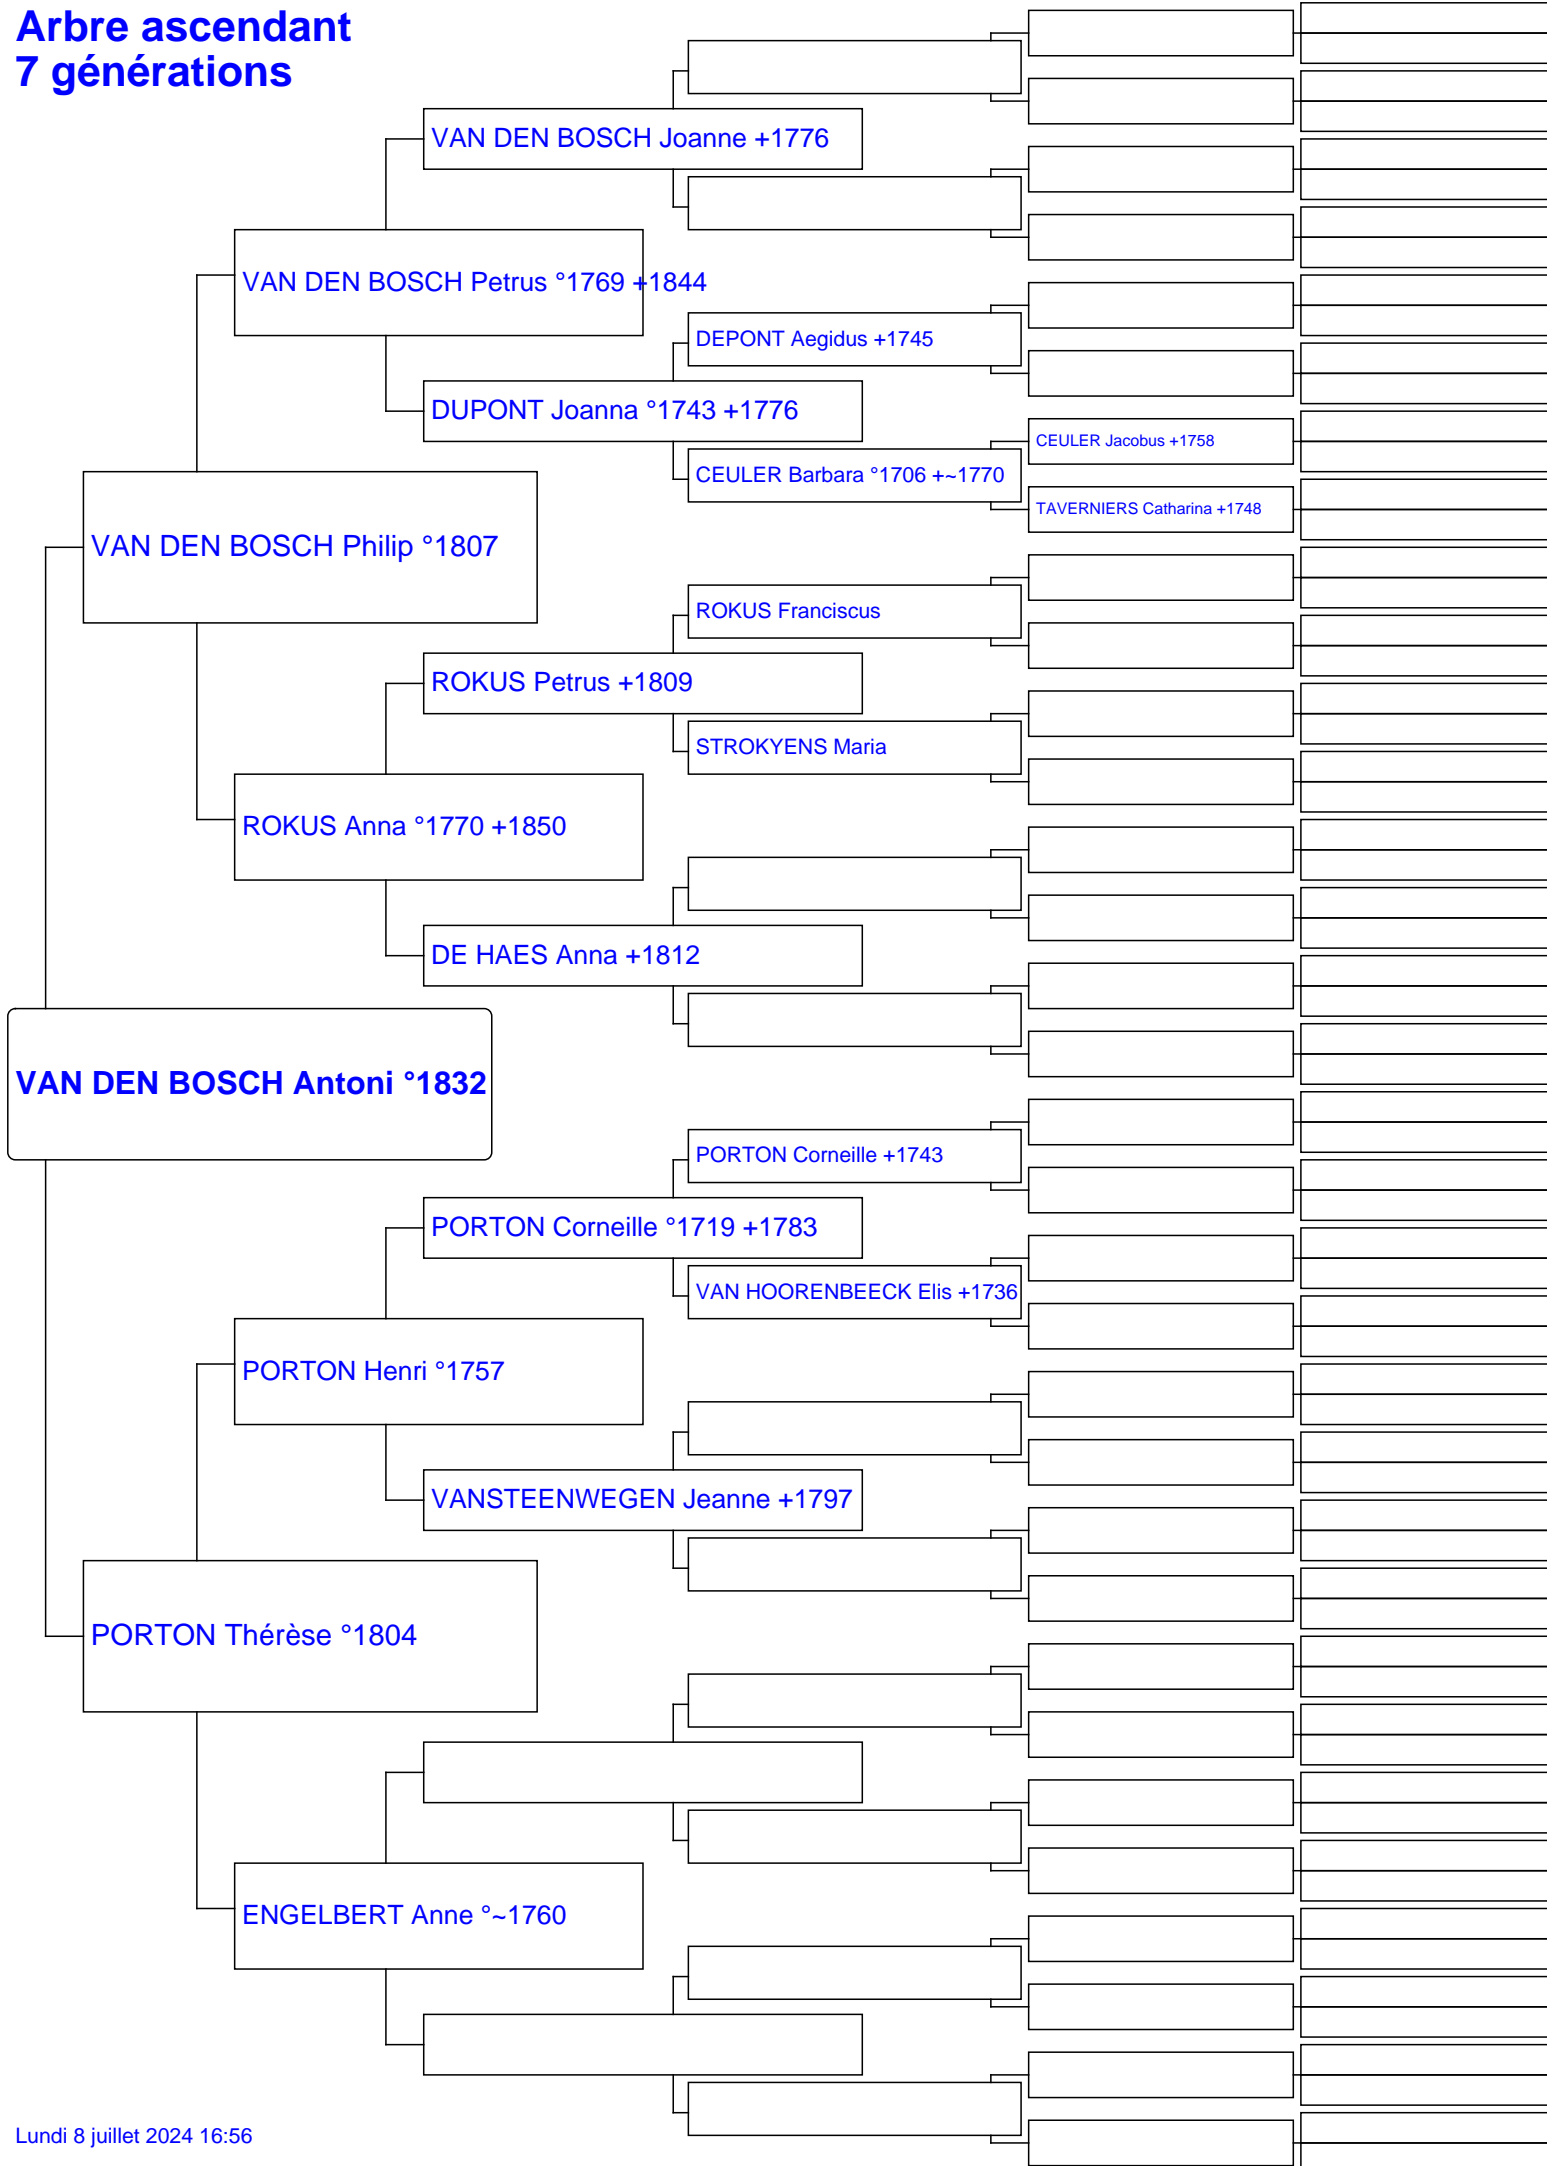 Arbre ascendant
7 générations
VAN DEN BOSCH Joanne +1776
VAN DEN BOSCH Petrus °1769 +1844
DEPONT Aegidus +1745
DUPONT Joanna °1743 +1776
CEULER Jacobus +1758
CEULER Barbara °1706 +~1770
TAVERNIERS Catharina +1748
VAN DEN BOSCH Philip °1807
ROKUS Franciscus
ROKUS Petrus +1809
STROKYENS Maria
ROKUS Anna °1770 +1850
DE HAES Anna +1812
VAN DEN BOSCH Antoni °1832
PORTON Corneille +1743
PORTON Corneille °1719 +1783
VAN HOORENBEECK Elis +1736
PORTON Henri °1757
VANSTEENWEGEN Jeanne +1797
PORTON Thérèse °1804
ENGELBERT Anne °~1760
Lundi 8 juillet 2024 16:56